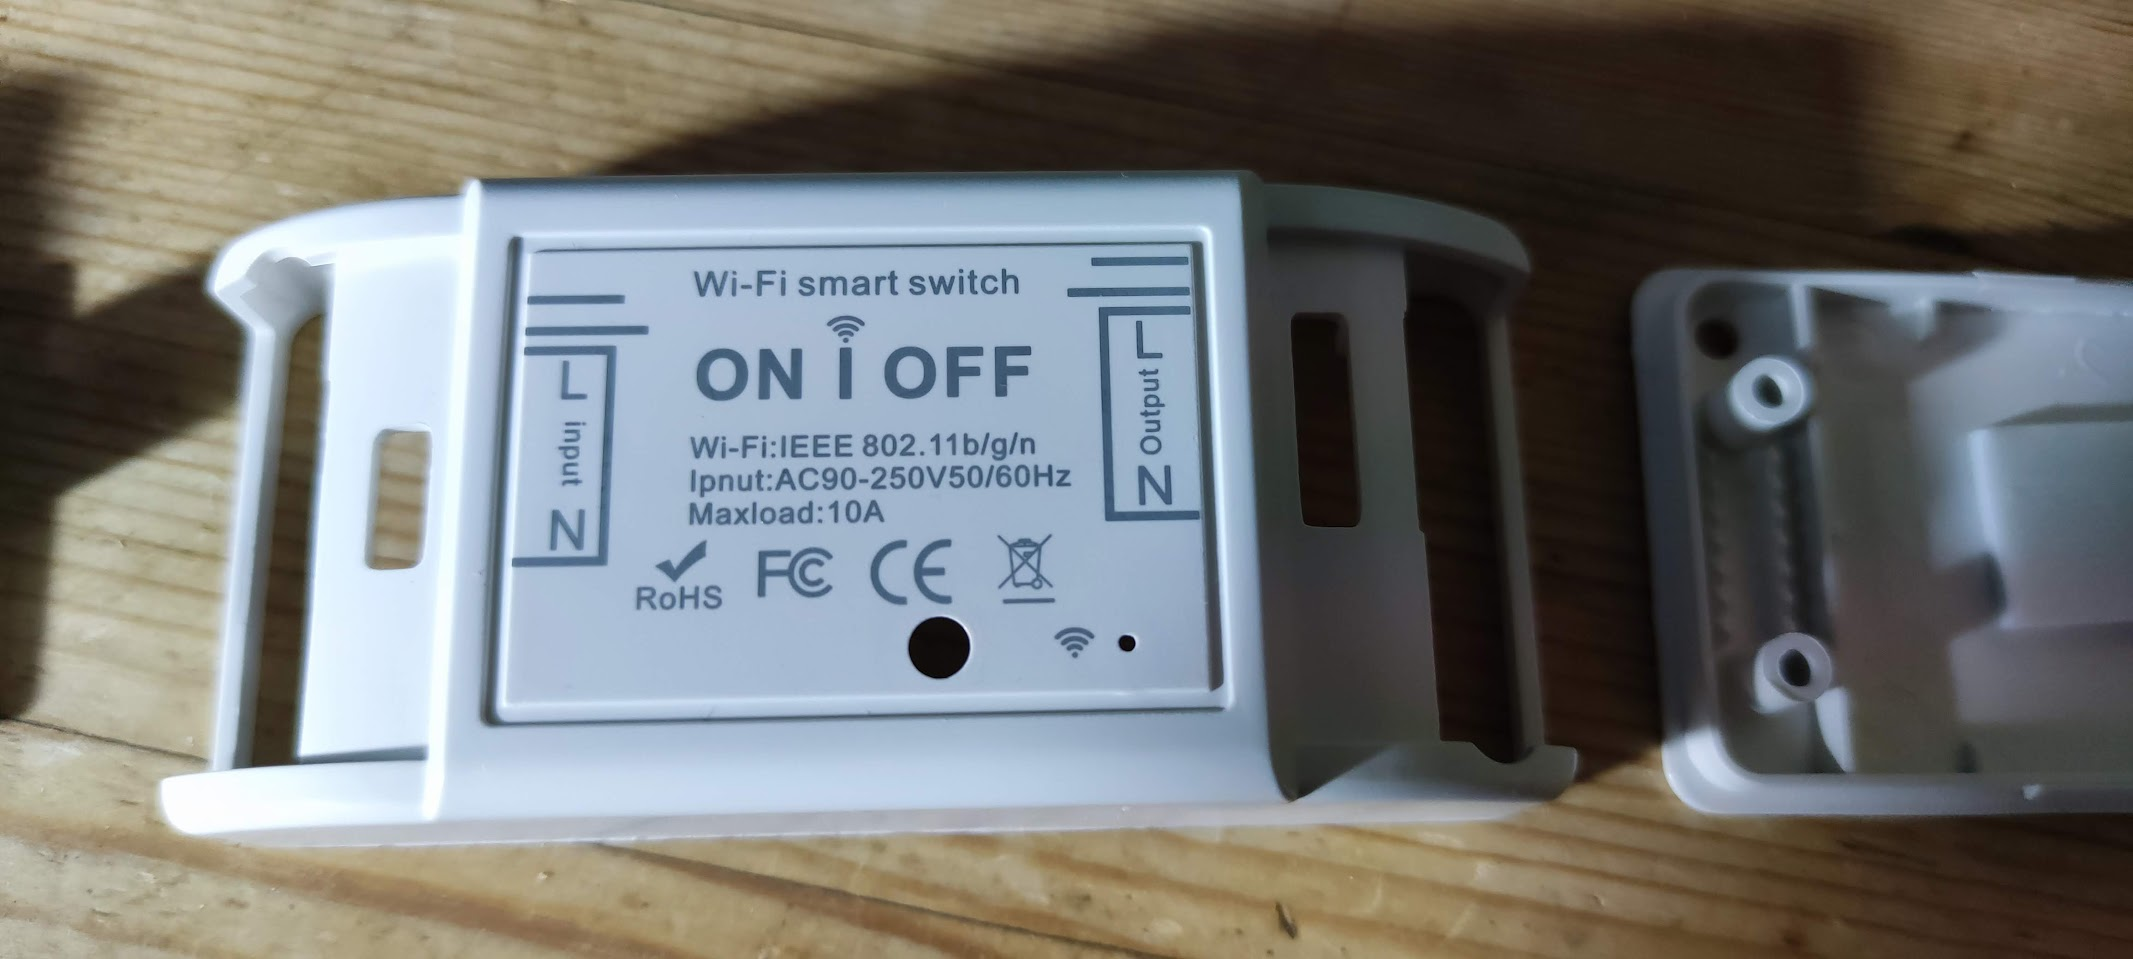 Wi-Fi smart switch
ON I OFF
Wi-Fi:IEEE 802.11b/g/n
Ipnut:AC90-250V50/60Hz
Maxload:10A
RoHS FC CE
L input N
N Output L